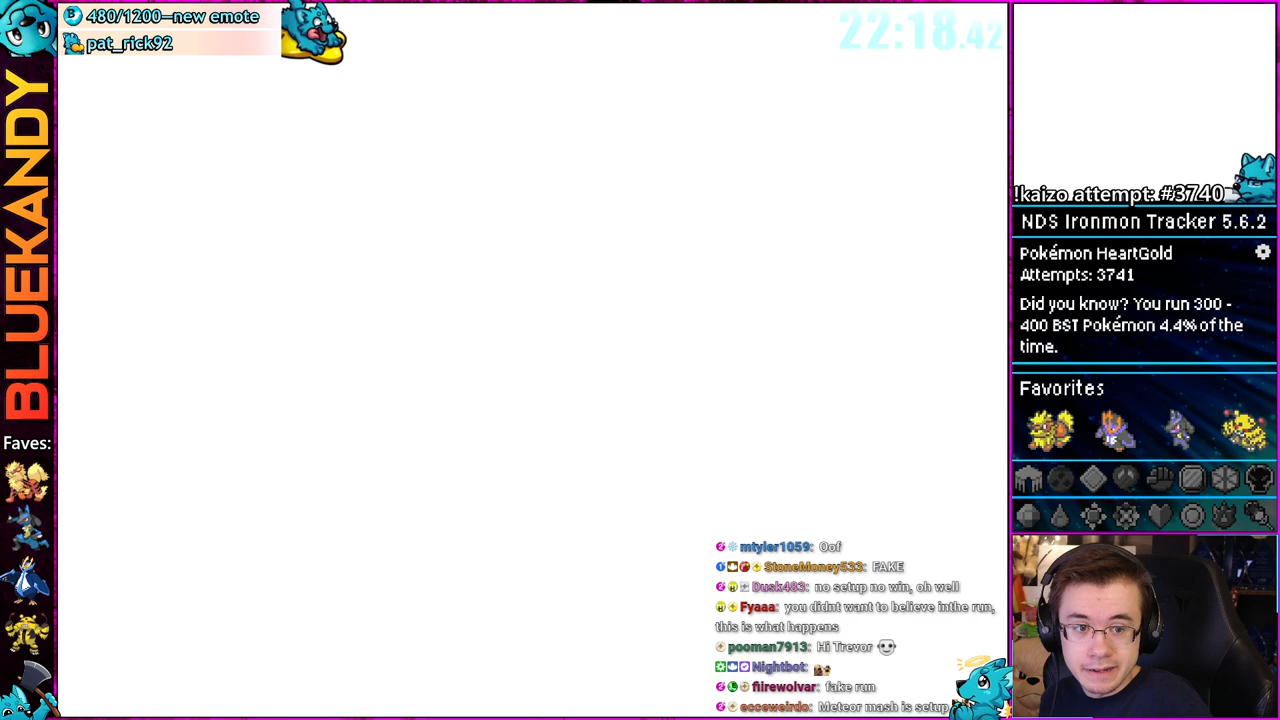 480/1200–new emote
pat_rick92
22:18.42
BLUEKANDY
Faves:
!kaizo attempt: #3740
NDS Ironmon Tracker 5.6.2
Pokémon HeartGold
Attempts: 3741
Did you know? You run 300 -
400 BST Pokémon 4.4% of the
time.
Favorites
mtyler1059: Oof
StoneMoney533: FAKE
Dusk483: no setup no win, oh well
Fyaaa: you didnt want to believe inthe run,
this is what happens
pooman7913: Hi Trevor
Nightbot:
fiirewolvar: fake run
ecceweirdo: Meteor mash is setup